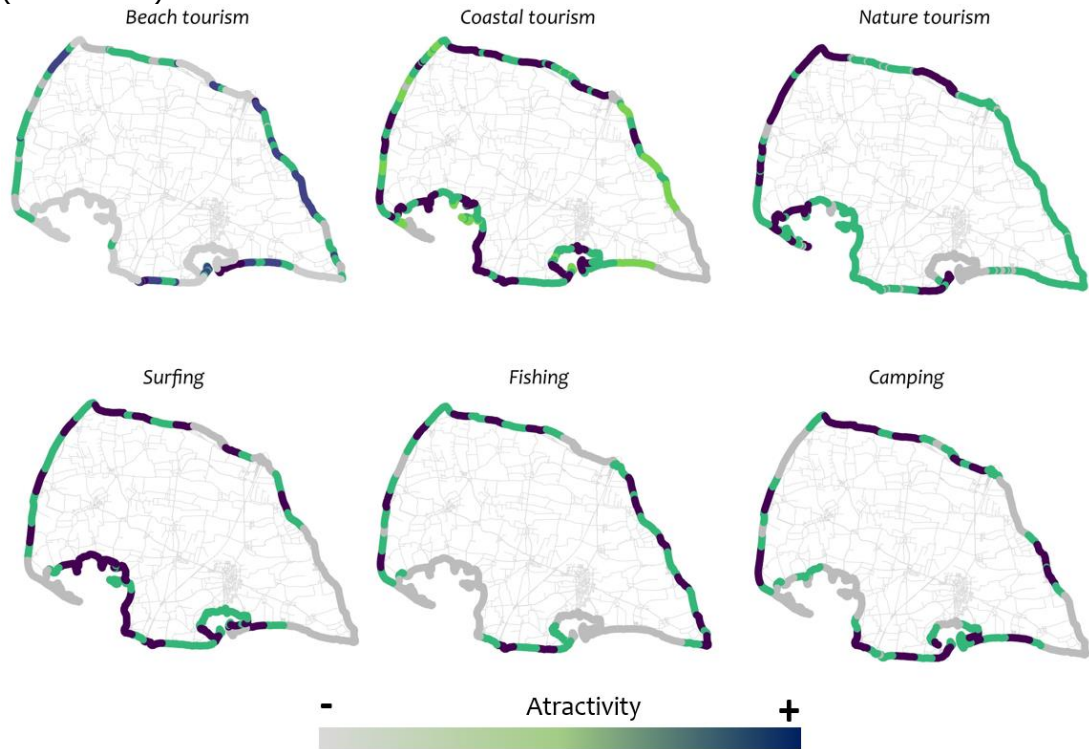 Beach tourism
Coastal tourism
Nature tourism
Surfing
Fishing
Camping
- Atractivity +